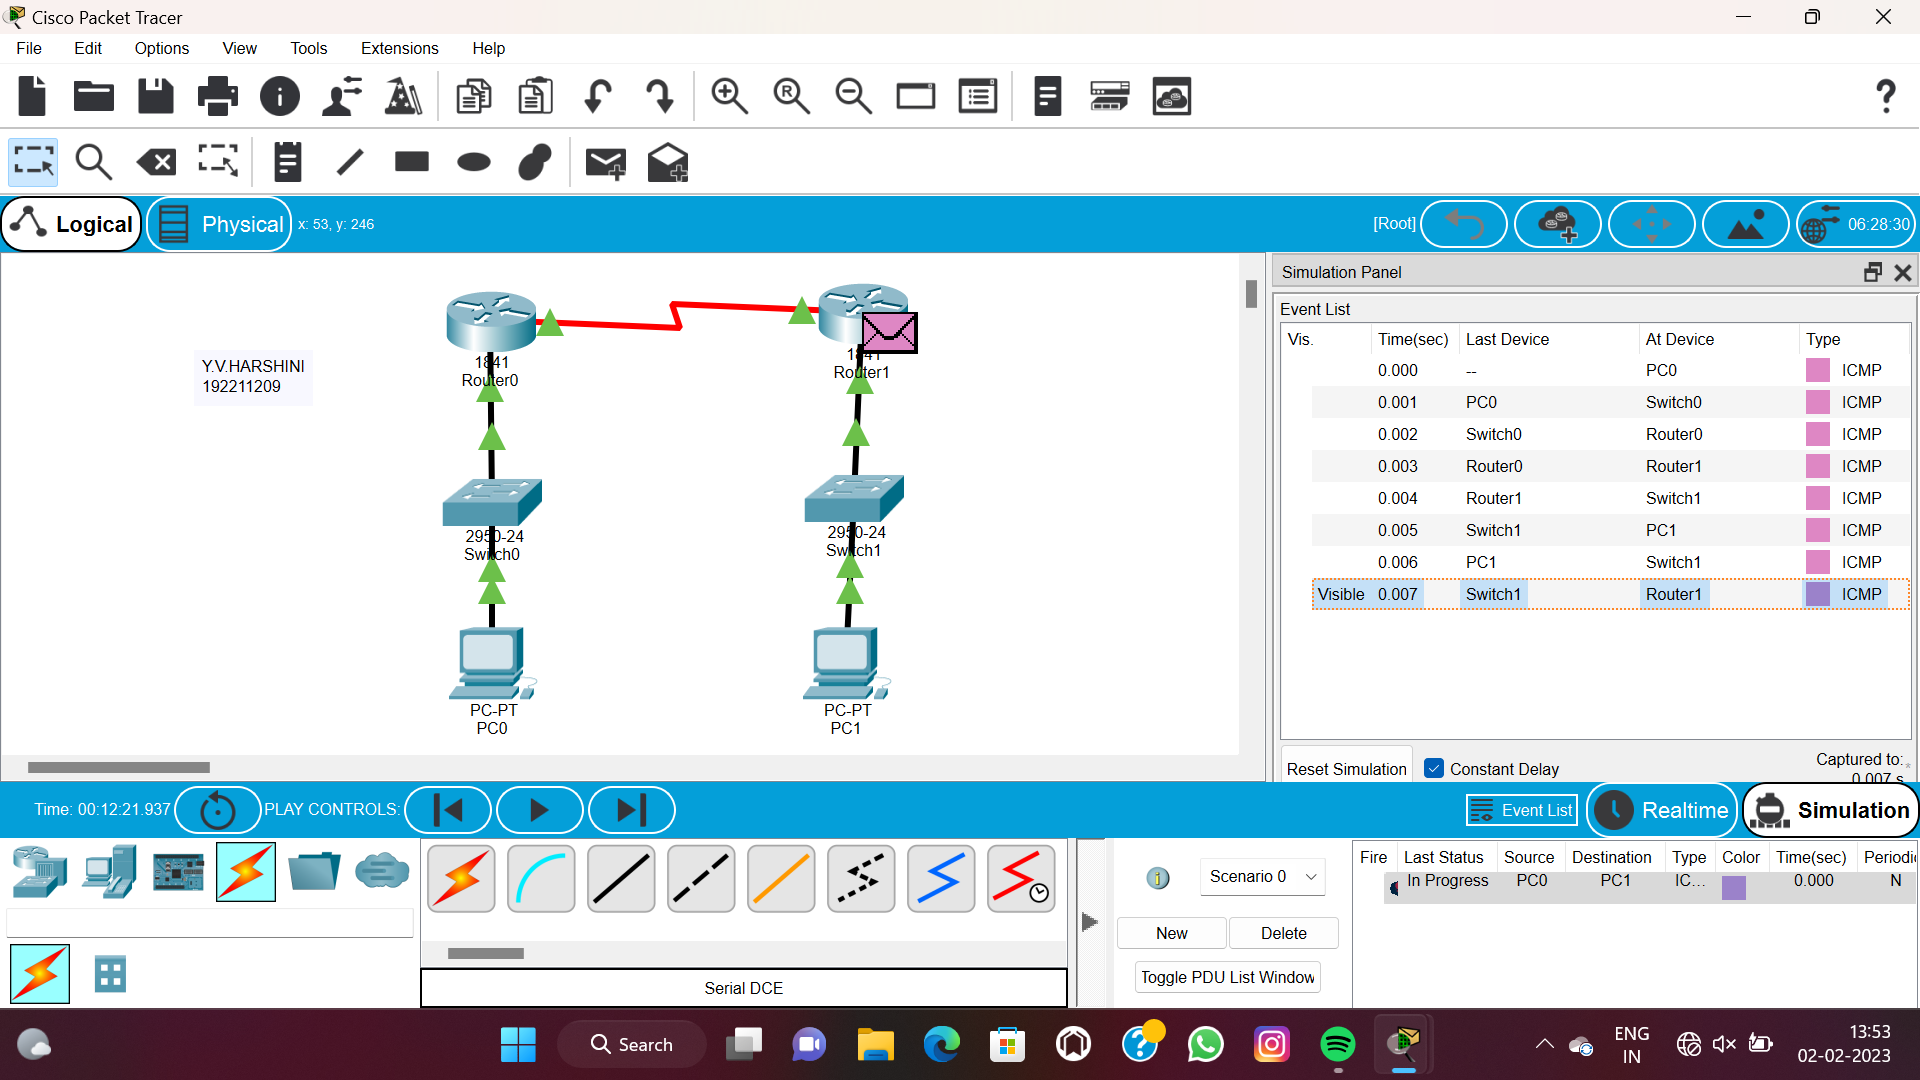 Cisco Packet Tracer
File Edit Options View Tools Extensions Help
Logical Physical x: 53, y: 246 [Root] 06:28:30
Simulation Panel
Event List
Vis. Time(sec) Last Device At Device Type
0.000 -- PC0 ICMP
0.001 PC0 Switch0 ICMP
0.002 Switch0 Router0 ICMP
0.003 Router0 Router1 ICMP
0.004 Router1 Switch1 ICMP
0.005 Switch1 PC1 ICMP
0.006 PC1 Switch1 ICMP
Visible 0.007 Switch1 Router1 ICMP
Reset Simulation Constant Delay Captured to: *
0.007 s
Y.V.HARSHINI
192211209
1841
Router0
1841
Router1
2950-24
Switch0
2950-24
Switch1
PC-PT
PC0
PC-PT
PC1
Time: 00:12:21.937 PLAY CONTROLS: Event List Realtime Simulation
Serial DCE
Scenario 0
New Delete
Toggle PDU List Window
Fire Last Status Source Destination Type Color Time(sec) Periodi
In Progress PC0 PC1 IC... 0.000 N
Search
ENG
IN
13:53
02-02-2023